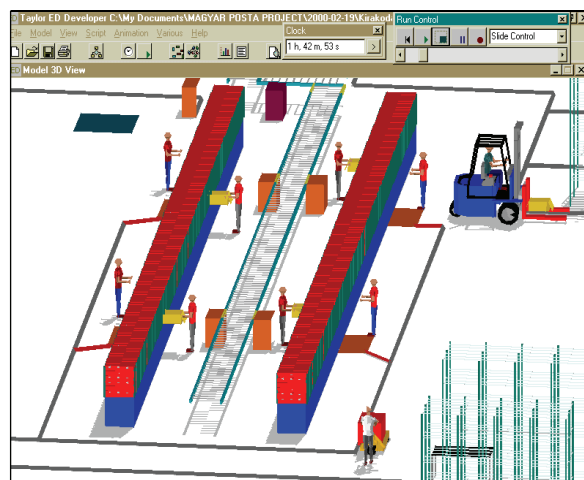 Taylor ED Developer C:\My Documents\MAGYAR POSTA PROJECT\2000-02-19\Kirakod
File Model View Script Animation Various Help
Clock
1 h, 42 m, 53 s
Run Control
Slide Control
Model 3D View